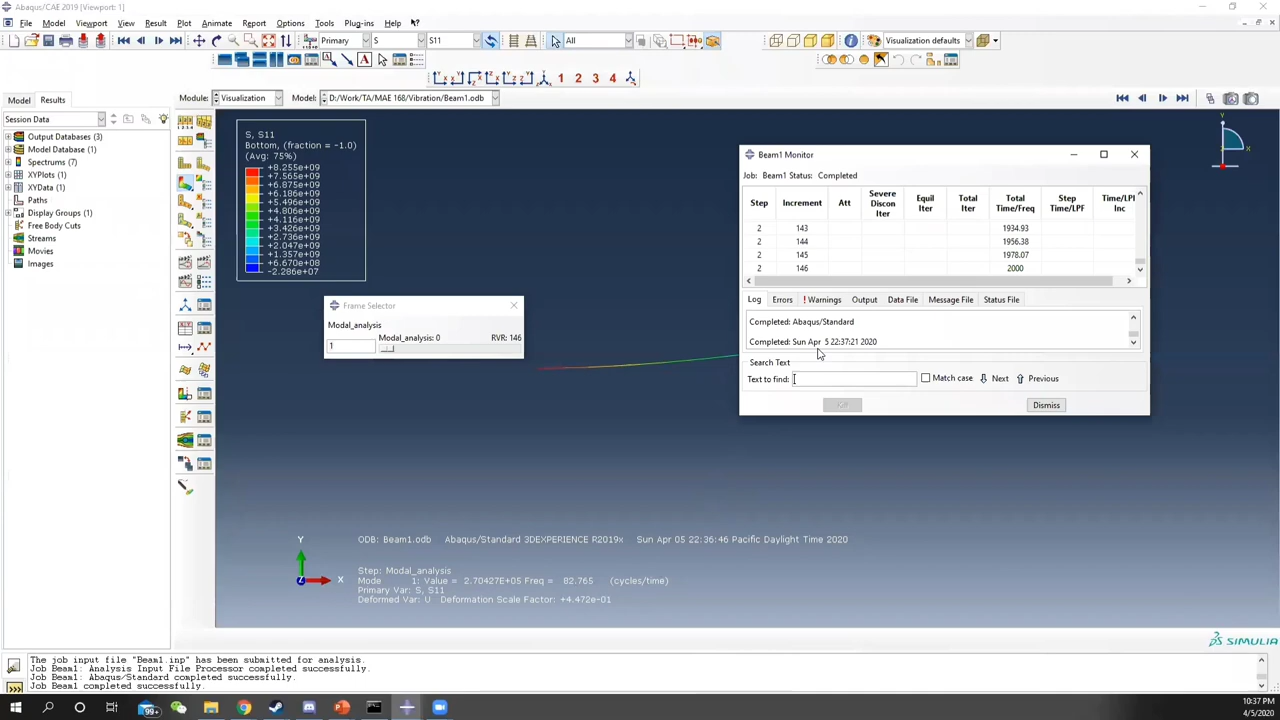 Abaqus/CAE 2019 [Viewport: 1]
File Model Viewport View Result Plot Animate Report Options Tools Plug-ins Help
Primary S S11 All Visualization defaults
1 2 3 4
Model Results Module: Visualization Model: D:/Work/TA/MAE 168/Vibration/Beam1.odb
Session Data
Output Databases (3)
Model Database (1)
Spectrums (7)
XYPlots (1)
XYData (1)
Paths
Display Groups (1)
Free Body Cuts
Streams
Movies
Images
S, S11
Bottom, (fraction = -1.0)
(Avg: 75%)
+8.255e+09
+7.565e+09
+6.875e+09
+6.186e+09
+5.496e+09
+4.806e+09
+4.116e+09
+3.426e+09
+2.736e+09
+2.047e+09
+1.357e+09
+6.670e+08
-2.286e+07
Frame Selector
Modal_analysis
1 Modal_analysis: 0 RVR: 146
Beam1 Monitor
Job: Beam1 Status: Completed
Step Increment Att Severe Discon Iter Equil Iter Total Iter Total Time/Freq Step Time/LPF Time/LPF Inc
2 143 1934.93
2 144 1956.38
2 145 1978.07
2 146 2000
Log Errors ! Warnings Output Data File Message File Status File
Completed: Abaqus/Standard
Completed: Sun Apr 5 22:37:21 2020
Search Text
Text to find: Match case Next Previous
Kill Dismiss
Y
X
Y
X
Z
ODB: Beam1.odb Abaqus/Standard 3DEXPERIENCE R2019x Sun Apr 05 22:36:46 Pacific Daylight Time 2020
Step: Modal_analysis
Mode 1: Value = 2.70427E+05 Freq = 82.765 (cycles/time)
Primary Var: S, S11
Deformed Var: U Deformation Scale Factor: +4.472e-01
SIMULIA
The job input file "Beam1.inp" has been submitted for analysis.
Job Beam1: Analysis Input File Processor completed successfully.
Job Beam1: Abaqus/Standard completed successfully.
Job Beam1 completed successfully.
>>>
99+
10:37 PM
4/5/2020